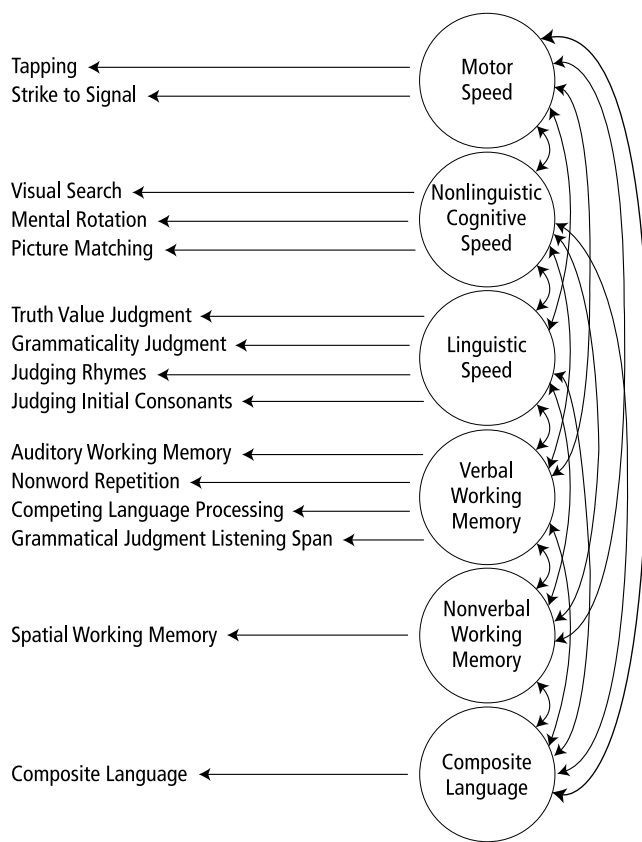 Tapping
Strike to Signal
Motor
Speed
Visual Search
Mental Rotation
Picture Matching
Nonlinguistic
Cognitive
Speed
Truth Value Judgment
Grammaticality Judgment
Judging Rhymes
Judging Initial Consonants
Linguistic
Speed
Auditory Working Memory
Nonword Repetition
Competing Language Processing
Grammatical Judgment Listening Span
Verbal
Working
Memory
Spatial Working Memory
Nonverbal
Working
Memory
Composite Language
Composite
Language